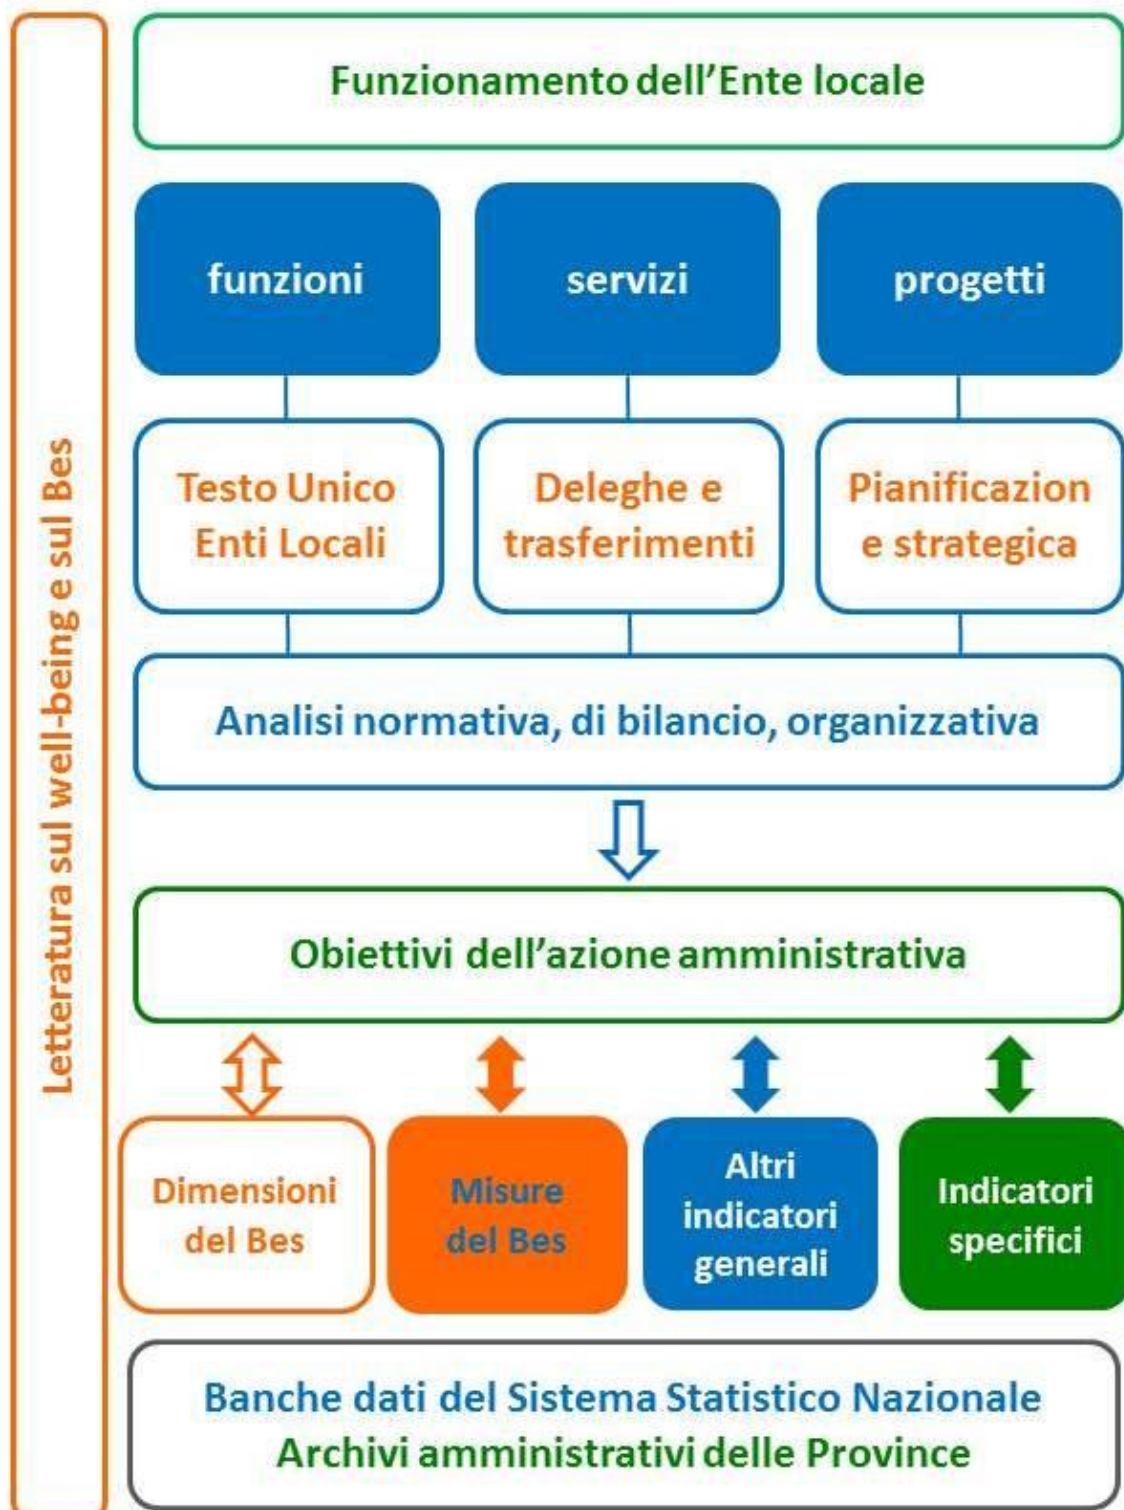 Letteratura sul well-being e sul Bes
Funzionamento dell’Ente locale
funzioni
servizi
progetti
Testo Unico
Enti Locali
Deleghe e
trasferimenti
Pianificazion
e strategica
Analisi normativa, di bilancio, organizzativa
Obiettivi dell’azione amministrativa
Dimensioni
del Bes
Misure
del Bes
Altri
indicatori
generali
Indicatori
specifici
Banche dati del Sistema Statistico Nazionale
Archivi amministrativi delle Province